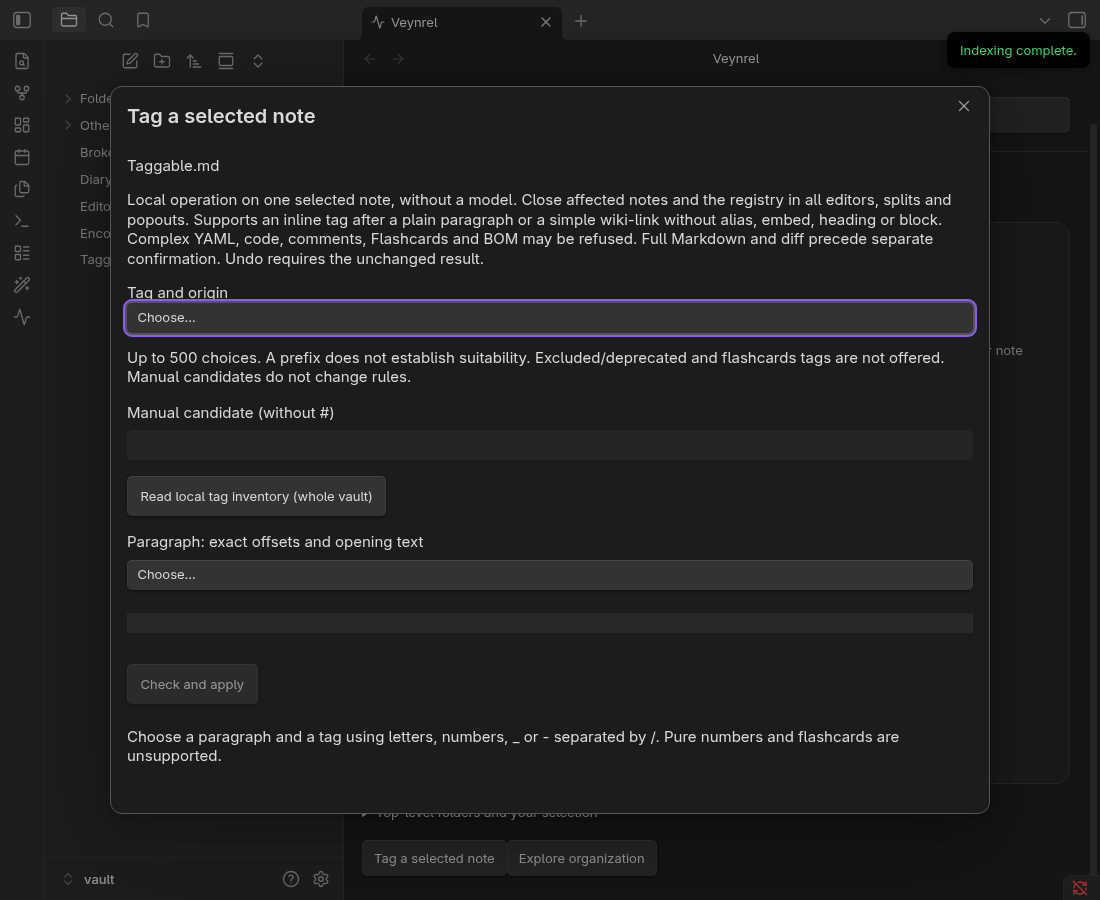 Veynrel
Veynrel
Indexing complete.
Folde
Othe
Broke
Diary
Edito
Enco
Tagg
Tag a selected note
Taggable.md
Local operation on one selected note, without a model. Close affected notes and the registry in all editors, splits and
popouts. Supports an inline tag after a plain paragraph or a simple wiki-link without alias, embed, heading or block.
Complex YAML, code, comments, Flashcards and BOM may be refused. Full Markdown and diff precede separate
confirmation. Undo requires the unchanged result.
Tag and origin
Choose...
Up to 500 choices. A prefix does not establish suitability. Excluded/deprecated and flashcards tags are not offered.
Manual candidates do not change rules.
r note
Manual candidate (without #)
Read local tag inventory (whole vault)
Paragraph: exact offsets and opening text
Choose...
Check and apply
Choose a paragraph and a tag using letters, numbers, _ or - separated by /. Pure numbers and flashcards are
unsupported.
Top-level folders and your selection
Tag a selected note
Explore organization
vault